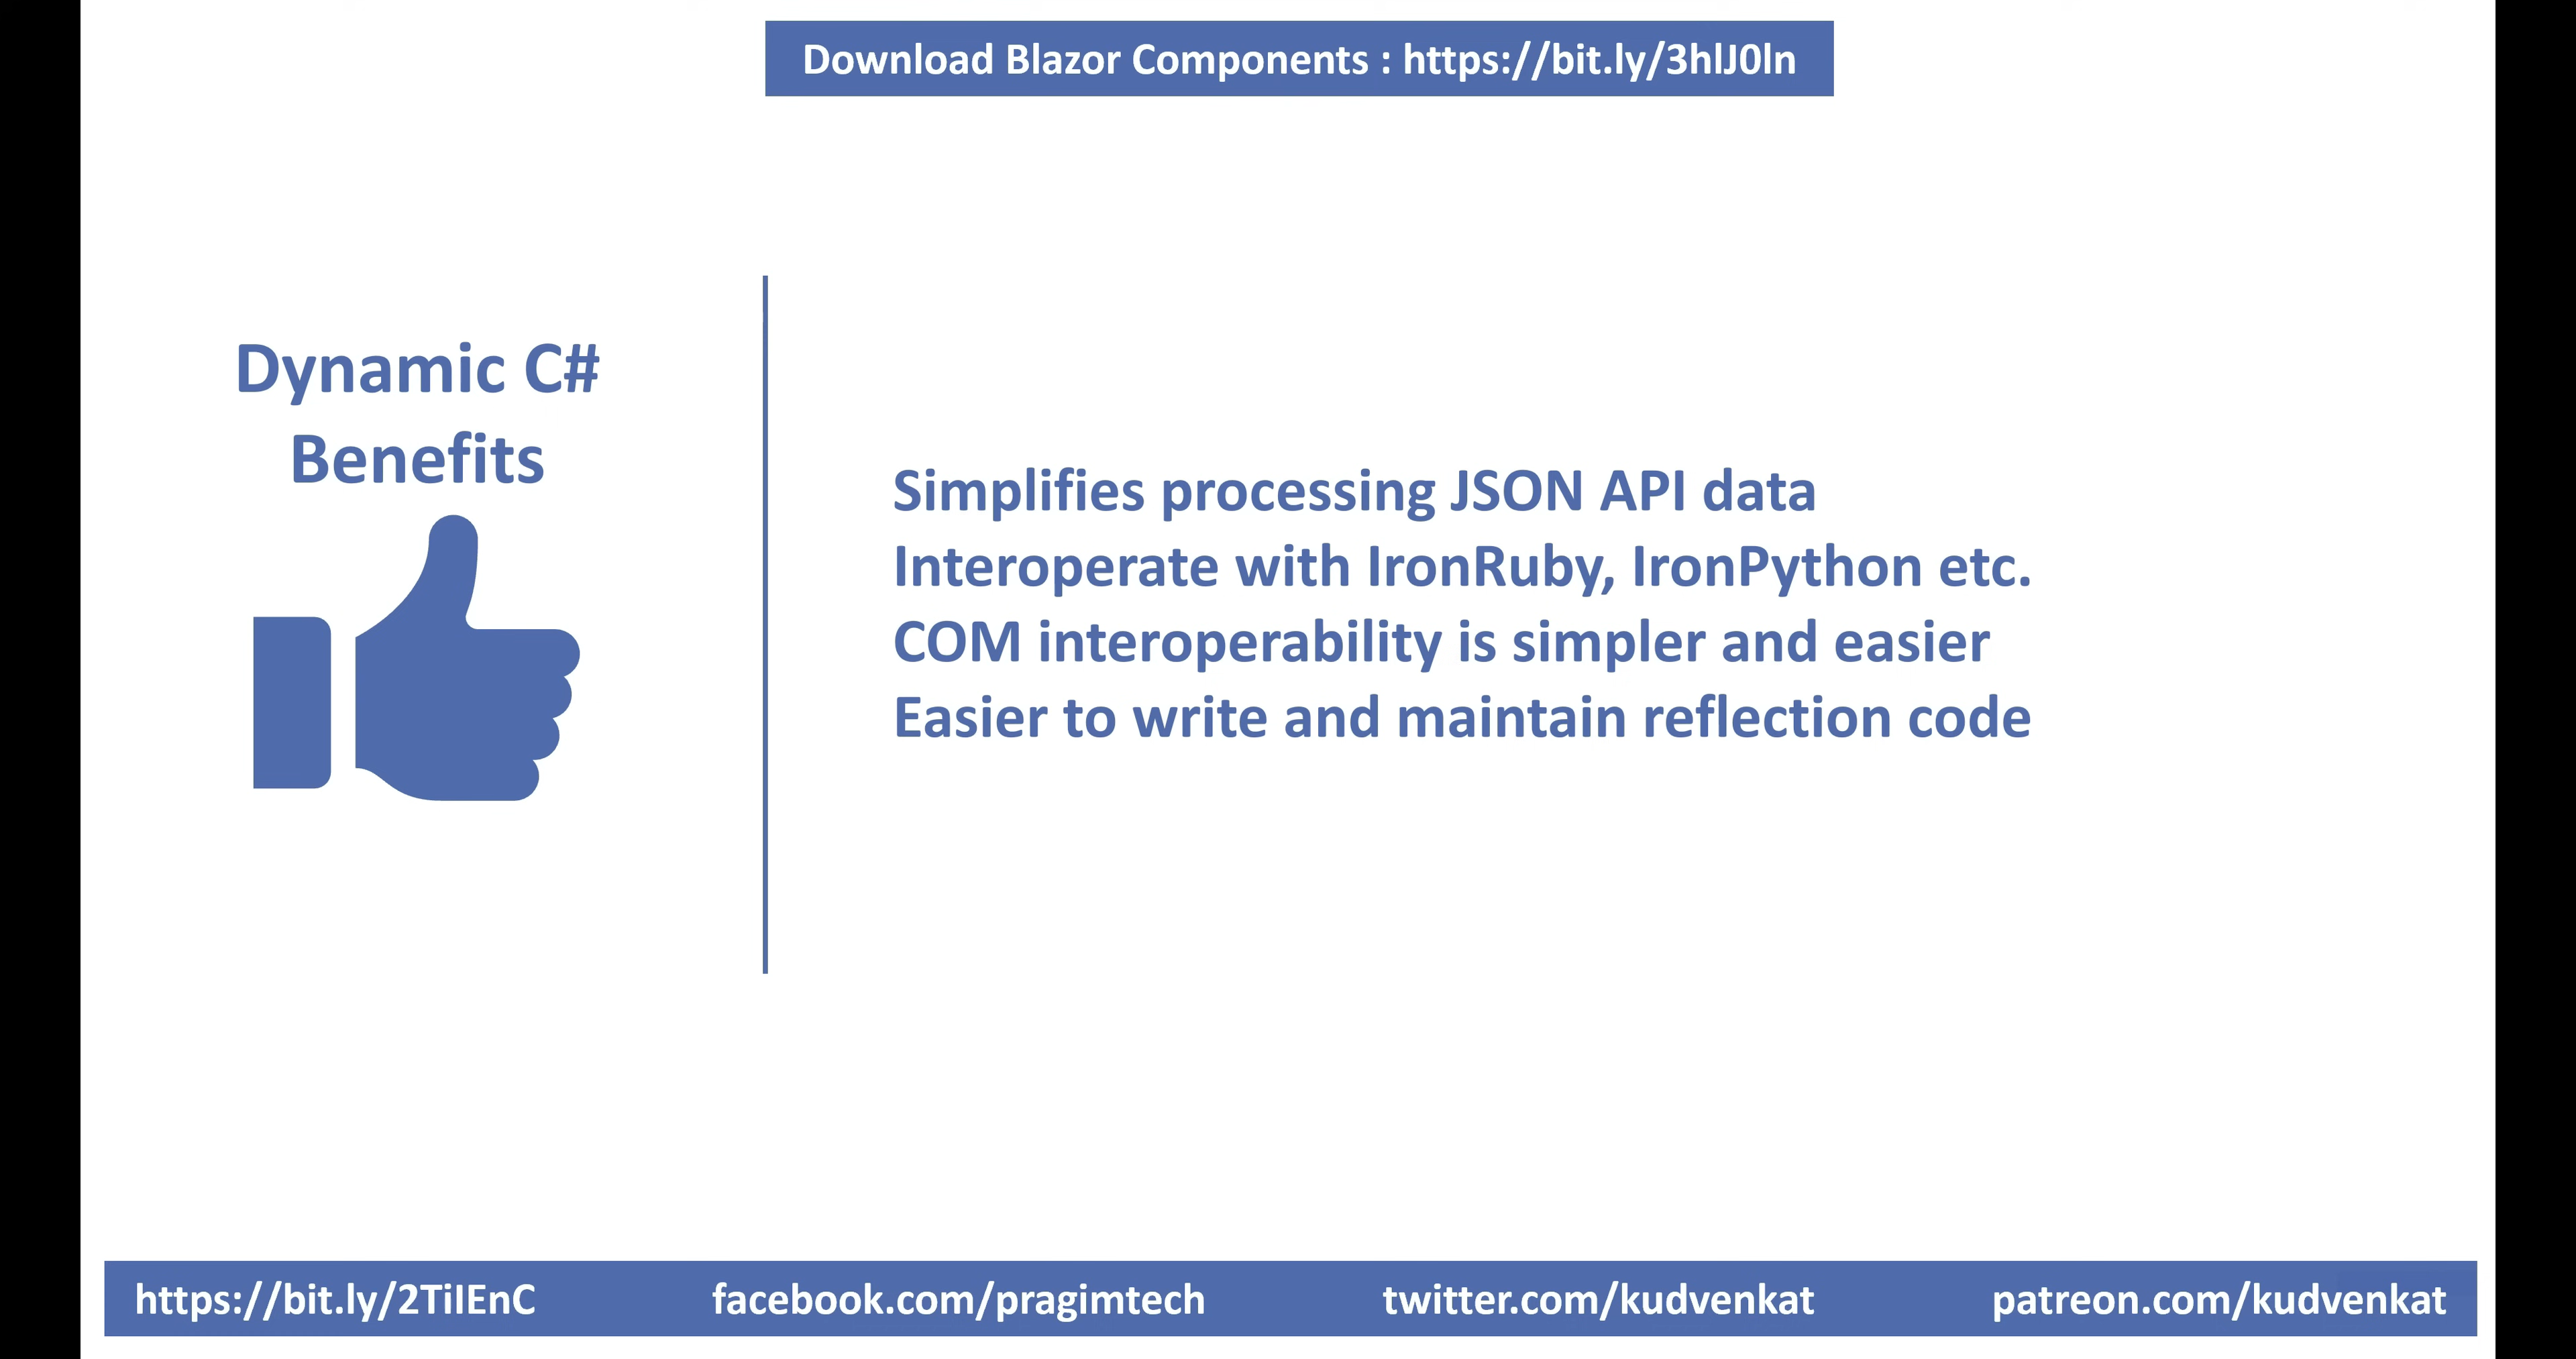 Download Blazor Components : https://bit.ly/3hlJ0ln
Dynamic C#
Benefits
Simplifies processing JSON API data
Interoperate with IronRuby, IronPython etc.
COM interoperability is simpler and easier
Easier to write and maintain reflection code
https://bit.ly/2TiIEnC
facebook.com/pragimtech
twitter.com/kudvenkat
patreon.com/kudvenkat